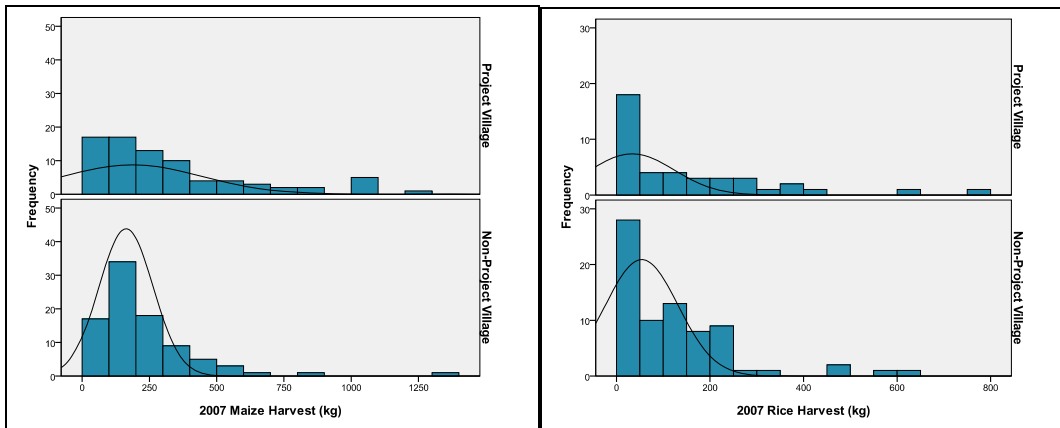 50
40
30
20
10
0
Project Village
Frequency
50
40
30
20
10
0
Non-Project Village
0 250 500 750 1000 1250
2007 Maize Harvest (kg)
30
20
10
0
Project Village
Frequency
30
20
10
0
Non-Project Village
0 200 400 600 800
2007 Rice Harvest (kg)